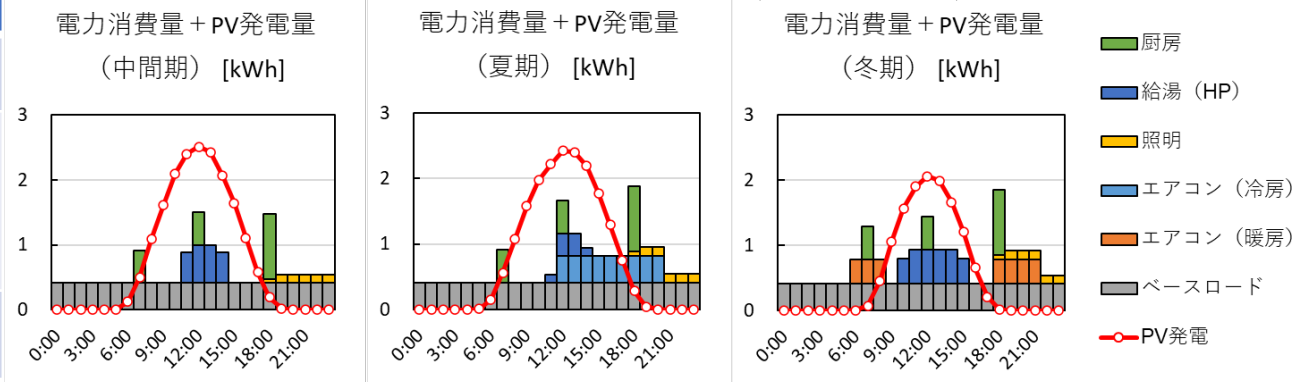 電力消費量＋PV発電量
（中間期） [kWh]
3
2
1
0
0:00
3:00
6:00
9:00
12:00
15:00
18:00
21:00
電力消費量＋PV発電量
（夏期） [kWh]
3
2
1
0
0:00
3:00
6:00
9:00
12:00
15:00
18:00
21:00
電力消費量＋PV発電量
（冬期） [kWh]
3
2
1
0
0:00
3:00
6:00
9:00
12:00
15:00
18:00
21:00
厨房
給湯（HP）
照明
エアコン（冷房）
エアコン（暖房）
ベースロード
PV発電